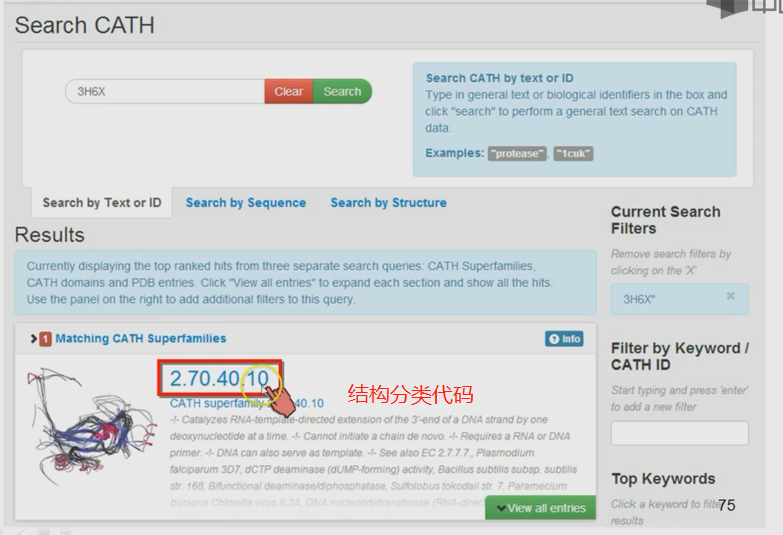 Search CATH
3H6X
Clear
Search
Search CATH by text or ID
Type in general text or biological identifiers in the box and
click "search" to perform a general text search on CATH
data.
Examples: "protease", "1cuk"
Search by Text or ID
Search by Sequence
Search by Structure
Results
Currently displaying the top ranked hits from three separate search queries: CATH Superfamilies,
CATH domains and PDB entries. Click "View all entries" to expand each section and show all the hits.
Use the panel on the right to add additional filters to this query.
1 Matching CATH Superfamilies
Info
2.70.40.10
结构分类代码
CATH superfamily 40.10
-!- Catalyzes RNA-template-directed extension of the 3'-end of a DNA strand by one
deoxynucleotide at a time. -!- Cannot initiate a chain de novo. -!- Requires a RNA or DNA
primer. -!- DNA can also serve as template. -!- See also EC 2.7.7.7., Plasmodium
falciparum 3D7, dCTP deaminase (dUMP-forming) activity, Bacillus subtilis subsp. subtilis
str. 168, Bifunctional deaminase/diphosphatase, Sulfolobus tokodaii str. 7, Paramecium
bursaria Chlorella virus IL3A, DNA nucleotidyltransferase (RNA-direc
View all entries
Current Search
Filters
Remove search filters by
clicking on the 'X'
3H6X"
Filter by Keyword /
CATH ID
Start typing and press 'enter'
to add a new filter
Top Keywords
Click a keyword to filte
results
75